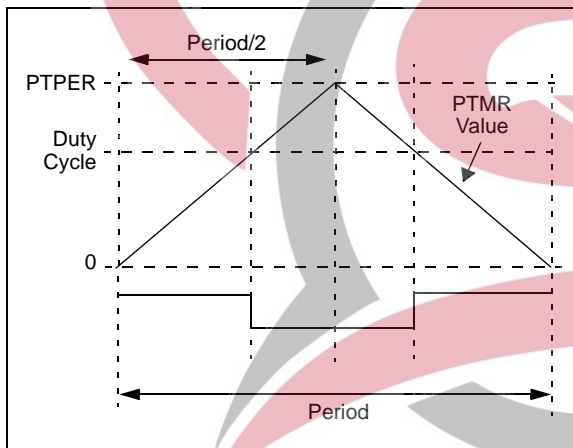 Period/2
PTPER
PTMR
Value
Duty
Cycle
0
Period